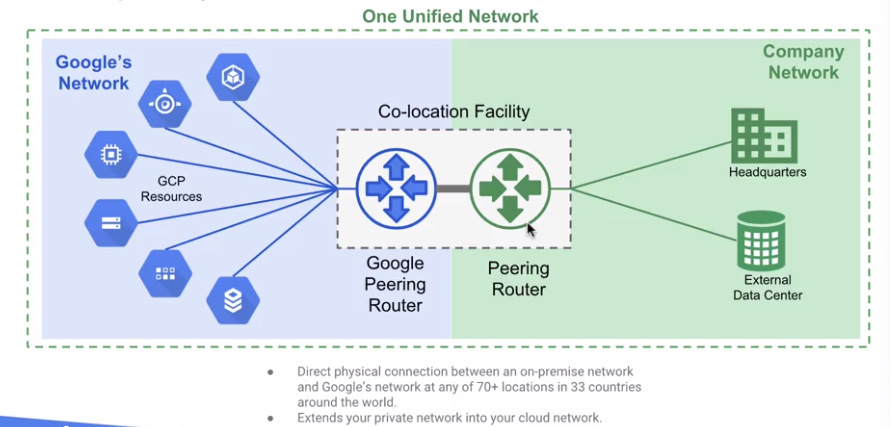 One Unified Network
Google's
Network
Company
Network
Co-location Facility
GCP
Resources
Headquarters
Google
Peering
Router
Peering
Router
External
Data Center
● Direct physical connection between an on-premise network
and Google's network at any of 70+ locations in 33 countries
around the world.
● Extends your private network into your cloud network.